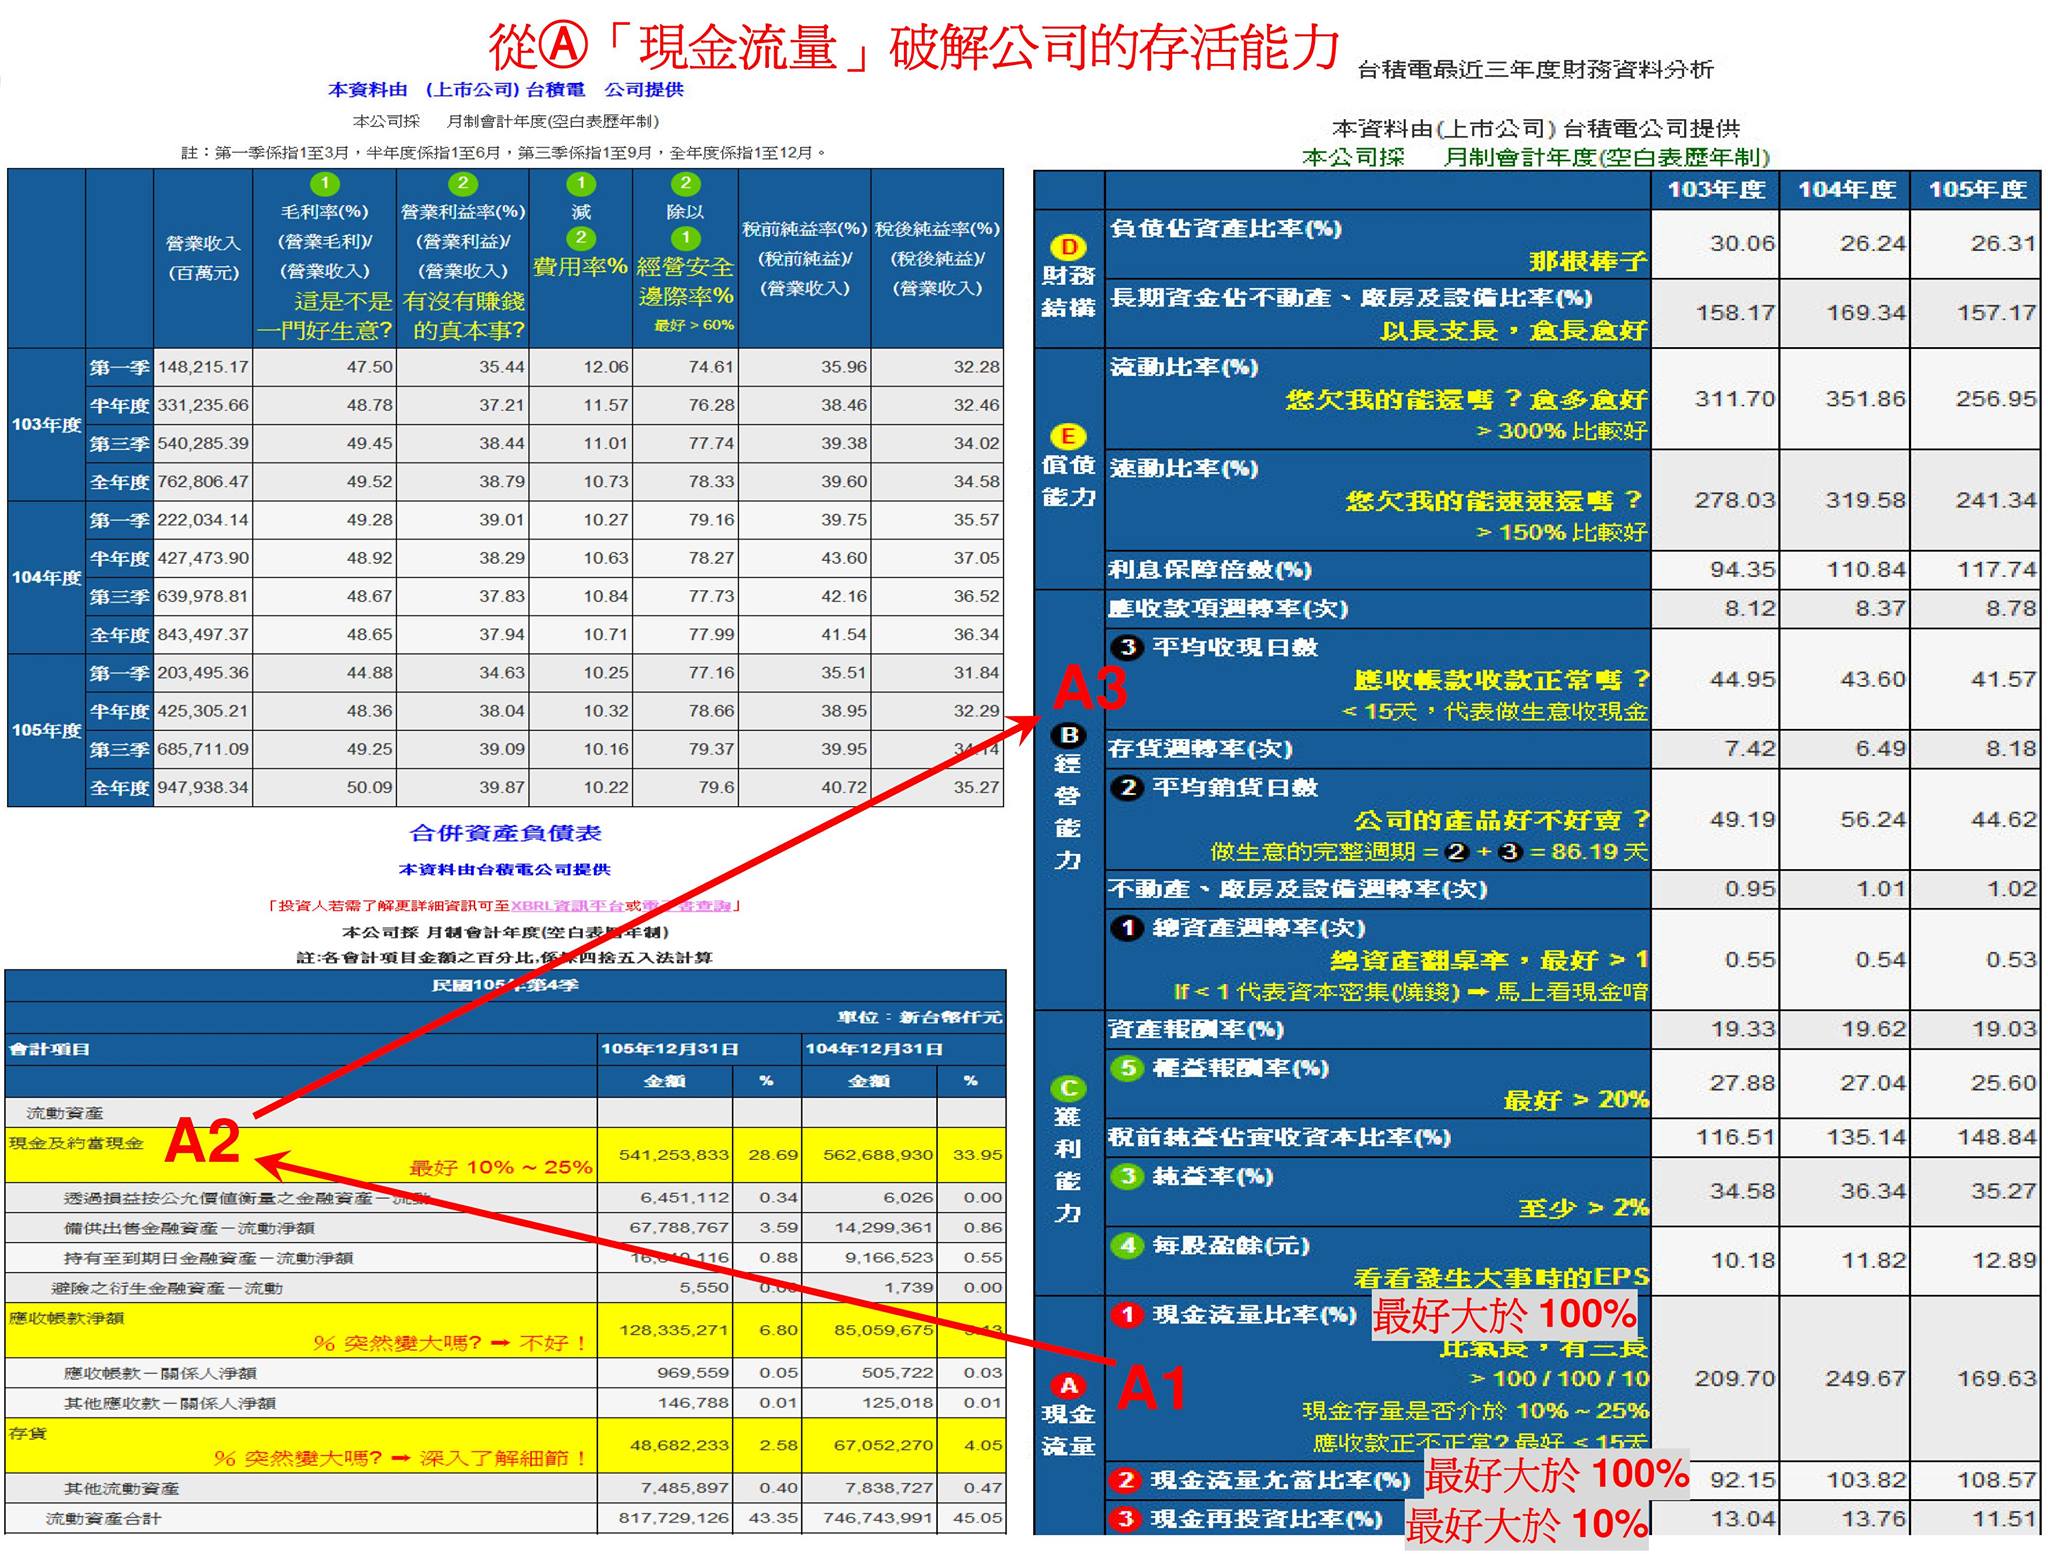 從Ⓐ「現金流量」破解公司的存活能力
本資料由 (上市公司) 台積電 公司提供
本公司採 月制會計年度(空白表歷年制)
註：第一季係指1至3月，半年度係指1至6月，第三季係指1至9月，全年度係指1至12月。
營業收入
(百萬元)
1
毛利率(%)
(營業毛利)/
(營業收入)
這是不是
一門好生意?
2
營業利益率(%)
(營業利益)/
(營業收入)
有沒有賺錢
的真本事?
1
減
2
費用率%
2
除以
1
經營安全
邊際率%
最好 > 60%
稅前純益率(%)
(稅前純益)/
(營業收入)
稅後純益率(%)
(稅後純益)/
(營業收入)
103年度
第一季 148,215.17 47.50 35.44 12.06 74.61 35.96 32.28
半年度 331,235.66 48.78 37.21 11.57 76.28 38.46 32.46
第三季 540,285.39 49.45 38.44 11.01 77.74 39.38 34.02
全年度 762,806.47 49.52 38.79 10.73 78.33 39.60 34.58
104年度
第一季 222,034.14 49.28 39.01 10.27 79.16 39.75 35.57
半年度 427,473.90 48.92 38.29 10.63 78.27 43.60 37.05
第三季 639,978.81 48.67 37.83 10.84 77.73 42.16 36.52
全年度 843,497.37 48.65 37.94 10.71 77.99 41.54 36.34
105年度
第一季 203,495.36 44.88 34.63 10.25 77.16 35.51 31.84
半年度 425,305.21 48.36 38.04 10.32 78.66 38.95 32.29
第三季 685,711.09 49.25 39.09 10.16 79.37 39.95 34.14
全年度 947,938.34 50.09 39.87 10.22 79.6 40.72 35.27
合併資產負債表
本資料由台積電公司提供
「投資人若需了解更詳細資訊可至XBRL資訊平台或電子書查詢」
本公司採 月制會計年度(空白表歷年制)
註:各會計項目金額之百分比,係採四捨五入法計算
民國105年第4季
單位：新台幣仟元
會計項目 105年12月31日 104年12月31日
金額 % 金額 %
流動資產
現金及約當現金 A2 最好 10% ~ 25% 541,253,833 28.69 562,688,930 33.95
透過損益按公允價值衡量之金融資產－流動 6,451,112 0.34 6,026 0.00
備供出售金融資產－流動淨額 67,788,767 3.59 14,299,361 0.86
持有至到期日金融資產－流動淨額 0.88 9,166,523 0.55
避險之衍生金融資產－流動 5,550 1,739 0.00
應收帳款淨額
% 突然變大嗎? ➡ 不好！ 128,335,271 6.80 85,059,675
應收帳款－關係人淨額 969,559 0.05 505,722 0.03
其他應收款－關係人淨額 146,788 0.01 125,018 0.01
存貨
% 突然變大嗎? ➡ 深入了解細節！ 48,682,233 2.58 67,052,270 4.05
其他流動資產 7,485,897 0.40 7,838,727 0.47
流動資產合計 817,729,126 43.35 746,743,991 45.05
台積電最近三年度財務資料分析
本資料由(上市公司) 台積電公司提供
本公司採 月制會計年度(空白表歷年制)
103年度 104年度 105年度
D
財務
結構
負債佔資產比率(%)
那根棒子 30.06 26.24 26.31
長期資金佔不動產、廠房及設備比率(%)
以長支長，愈長愈好 158.17 169.34 157.17
E
償債
能力
流動比率(%)
您欠我的能還嗎？愈多愈好 311.70 351.86 256.95
> 300% 比較好
速動比率(%)
您欠我的能速速還嗎？ 278.03 319.58 241.34
> 150% 比較好
利息保障倍數(%) 94.35 110.84 117.74
A3
B
經
營
能
力
應收款項週轉率(次) 8.12 8.37 8.78
3 平均收現日數
應收帳款收款正常嗎？ 44.95 43.60 41.57
< 15天，代表做生意收現金
存貨週轉率(次) 7.42 6.49 8.18
2 平均銷貨日數
公司的產品好不好賣？ 49.19 56.24 44.62
做生意的完整週期 = 2 + 3 = 86.19 天
不動產、廠房及設備週轉率(次) 0.95 1.01 1.02
1 總資產週轉率(次)
總資產翻桌率，最好 > 1 0.55 0.54 0.53
If < 1 代表資本密集(燒錢) ➡ 馬上看現金唷
C
獲
利
能
力
資產報酬率(%) 19.33 19.62 19.03
5 權益報酬率(%)
最好 > 20% 27.88 27.04 25.60
稅前純益佔實收資本比率(%) 116.51 135.14 148.84
3 純益率(%)
至少 > 2% 34.58 36.34 35.27
4 每股盈餘(元)
看看發生大事時的EPS 10.18 11.82 12.89
A
現金
流量
1 現金流量比率(%) 最好大於 100%
比氣長，有三長
A1 > 100 / 100 / 10 209.70 249.67 169.63
現金存量是否介於 10% ~ 25%
應收款正不正常? 最好 < 15天
2 現金流量允當比率(%) 最好大於 100% 92.15 103.82 108.57
3 現金再投資比率(%) 最好大於 10% 13.04 13.76 11.51